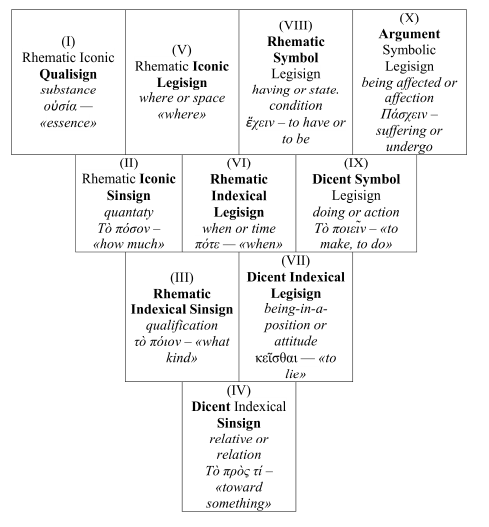 (I)
Rhematic Iconic
Qualisign
substance
οὐσία —
«essence»
(V)
Rhematic Iconic
Legisign
where or space
«where»
(VIII)
Rhematic
Symbol
Legisign
having or state.
condition
ἔχειν – to have or
to be
(X)
Argument
Symbolic
Legisign
being affected or
affection
Πάσχειν –
suffering or
undergo
(II)
Rhematic Iconic
Sinsign
quantaty
Τὸ πόσον –
«how much»
(VI)
Rhematic
Indexical
Legisign
when or time
πότε — «when»
(IX)
Dicent Symbol
Legisign
doing or action
Τὸ ποιεῖν – «to
make, to do»
(III)
Rhematic
Indexical Sinsign
qualification
τὸ πόιον – «what
kind»
(VII)
Dicent Indexical
Legisign
being-in-a-
position or
attitude
κεῖσθαι — «to
lie»
(IV)
Dicent Indexical
Sinsign
relative or
relation
Τὸ πρὸς τί –
«toward
something»